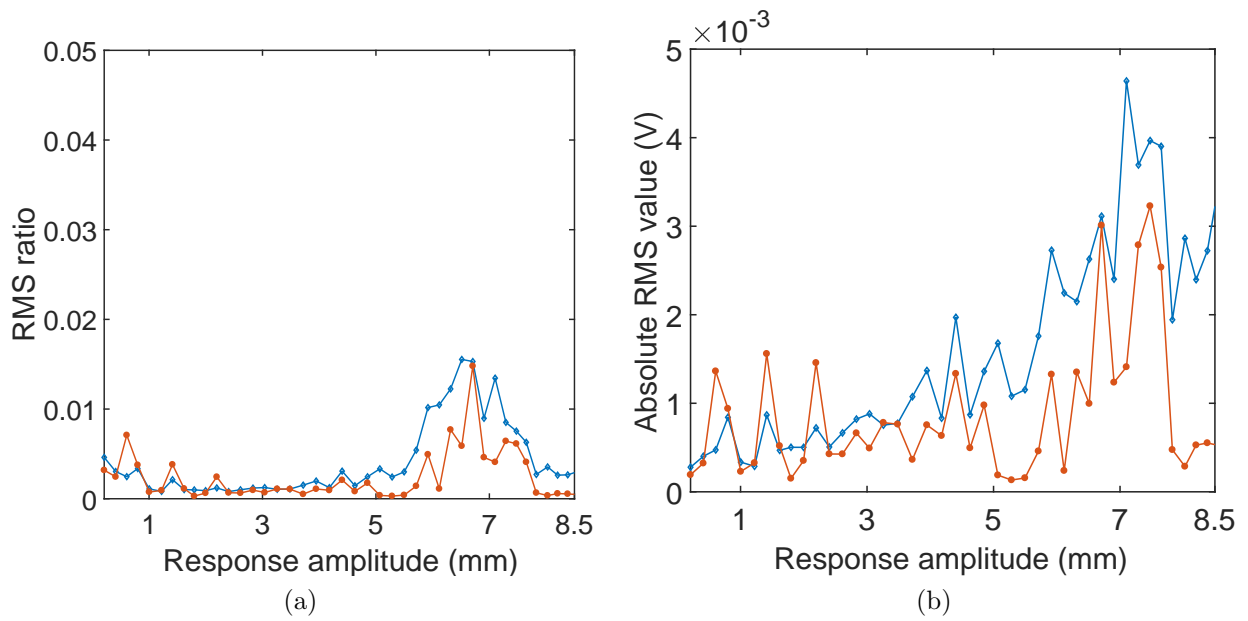 0.05
0.04
0.03
0.02
0.01
0
1 3 5 7 8.5
RMS ratio
Response amplitude (mm)
(a)
×10⁻³
5
4
3
2
1
0
1 3 5 7 8.5
Absolute RMS value (V)
Response amplitude (mm)
(b)